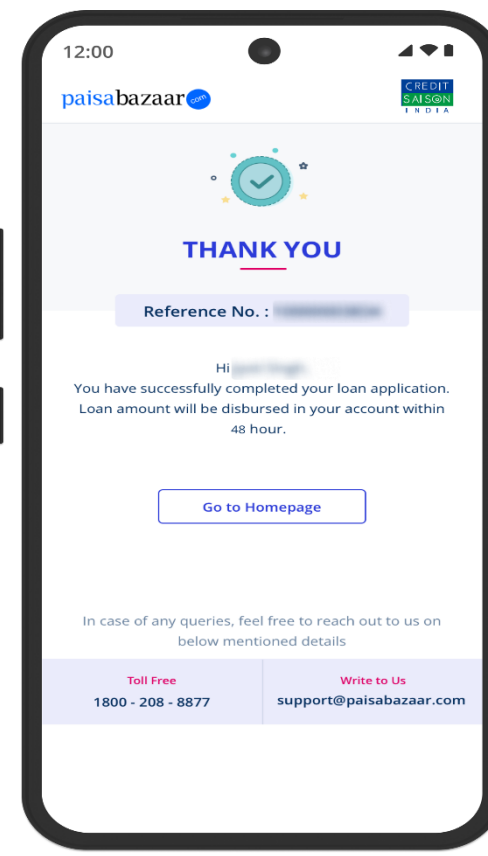 12:00
paisabazaar.com
CREDIT
SAISON
INDIA
THANK YOU
Reference No. :
Hi
You have successfully completed your loan application.
Loan amount will be disbursed in your account within
48 hour.
Go to Homepage
In case of any queries, feel free to reach out to us on
below mentioned details
Toll Free
1800 - 208 - 8877
Write to Us
support@paisabazaar.com